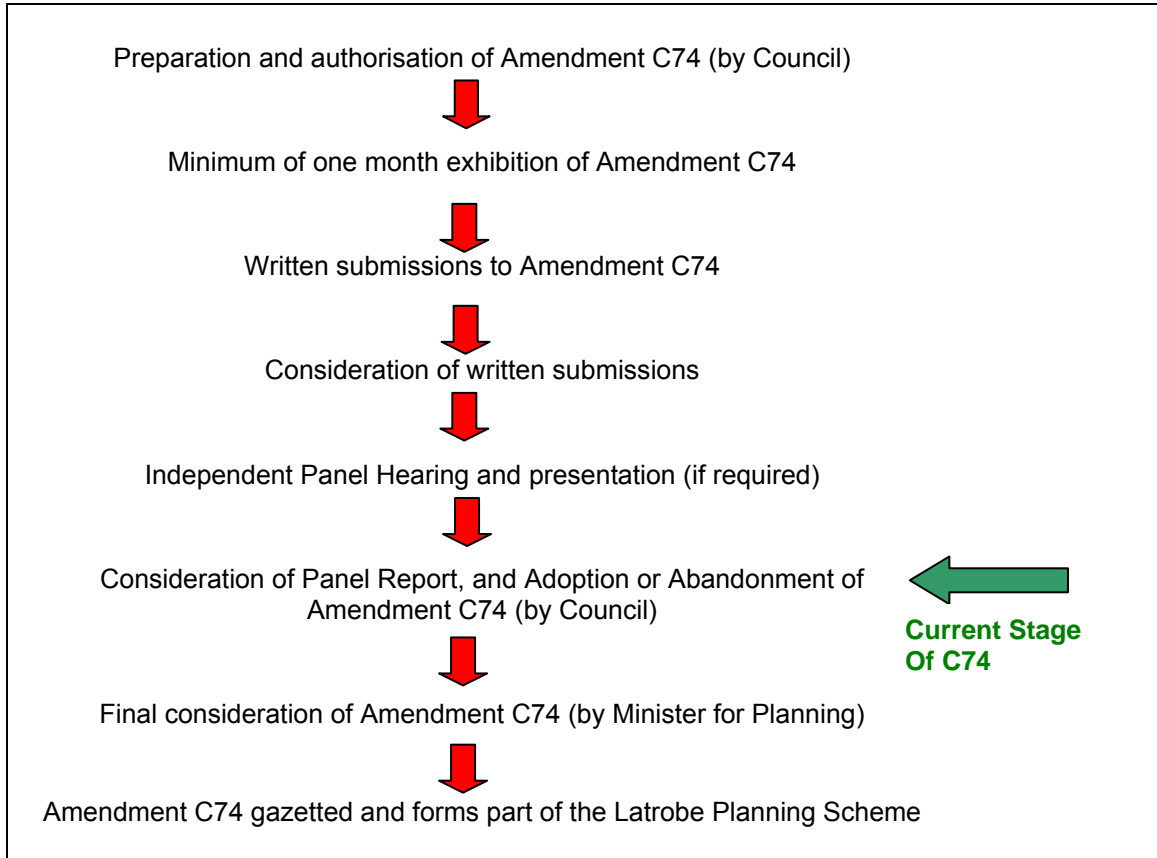 Preparation and authorisation of Amendment C74 (by Council)
Minimum of one month exhibition of Amendment C74
Written submissions to Amendment C74
Consideration of written submissions
Independent Panel Hearing and presentation (if required)
Consideration of Panel Report, and Adoption or Abandonment of
Amendment C74 (by Council)
Current Stage
Of C74
Final consideration of Amendment C74 (by Minister for Planning)
Amendment C74 gazetted and forms part of the Latrobe Planning Scheme